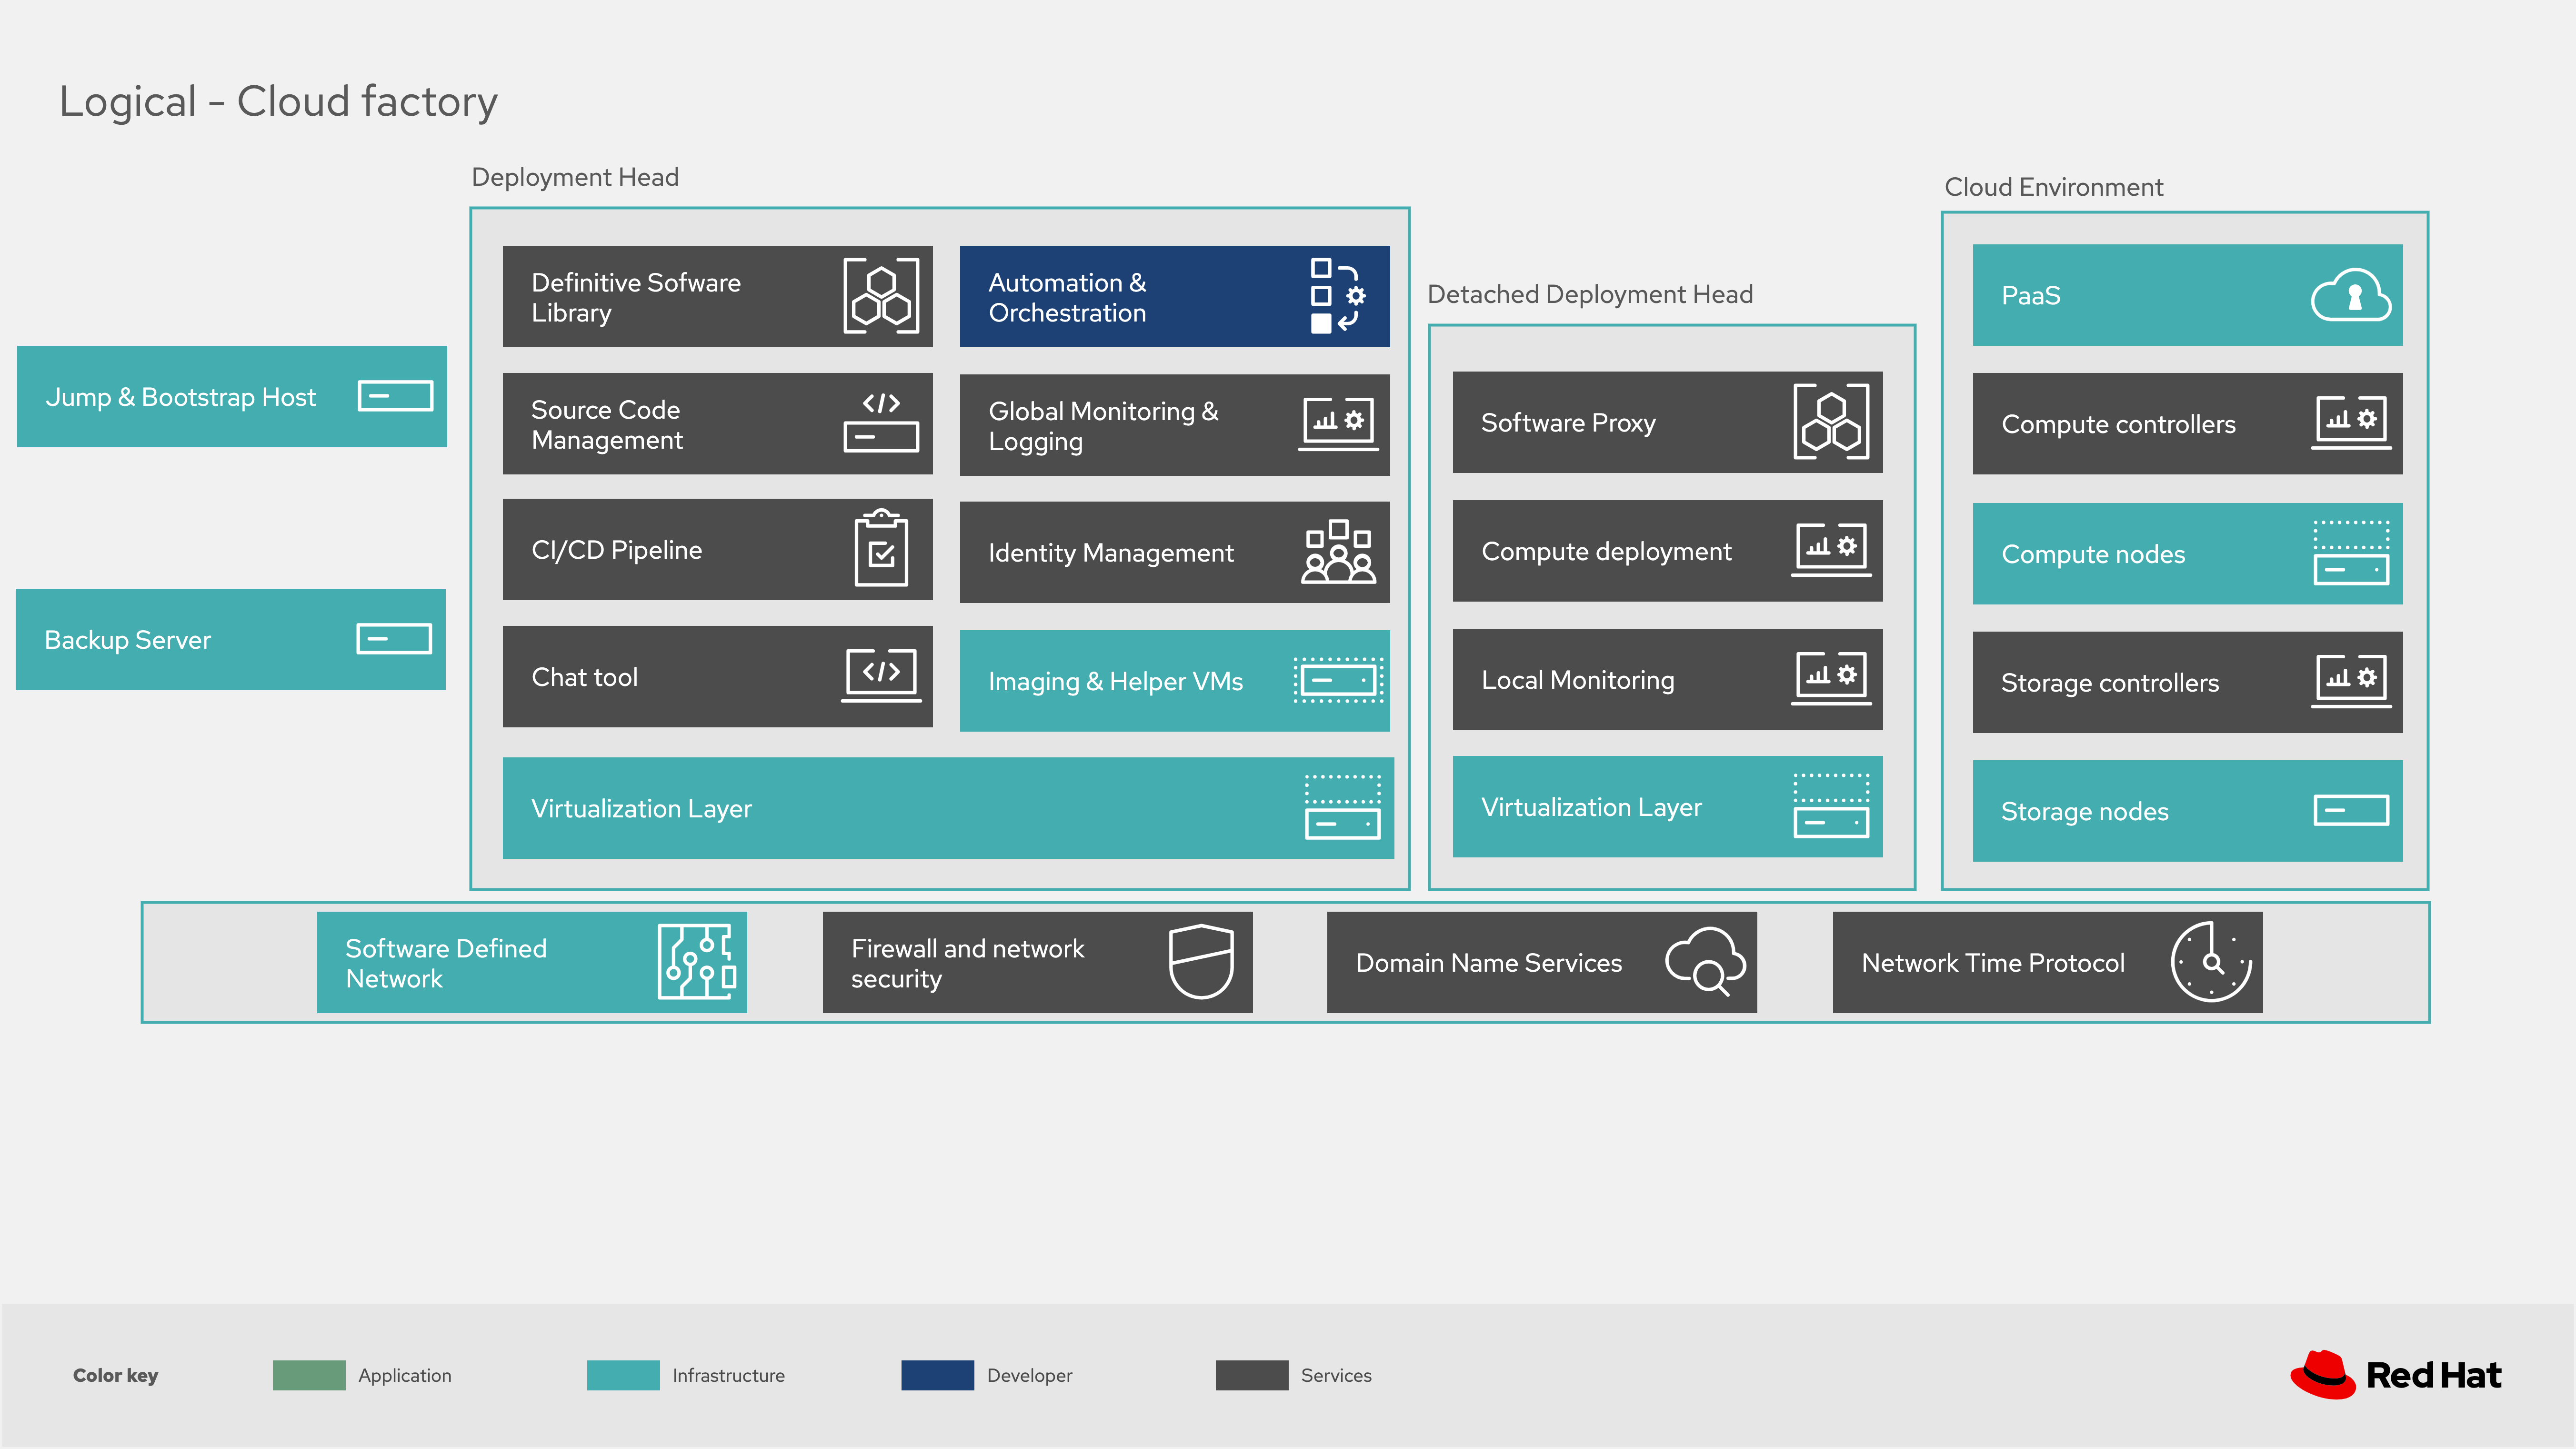 Logical - Cloud factory
Deployment Head
Cloud Environment
Definitive Sofware
Library
Automation &
Orchestration
Detached Deployment Head
PaaS
Jump & Bootstrap Host
Source Code
Management
Global Monitoring &
Logging
Software Proxy
Compute controllers
CI/CD Pipeline
Identity Management
Compute deployment
Compute nodes
Backup Server
Chat tool
Imaging & Helper VMs
Local Monitoring
Storage controllers
Virtualization Layer
Virtualization Layer
Storage nodes
Software Defined
Network
Firewall and network
security
Domain Name Services
Network Time Protocol
Color key
Application
Infrastructure
Developer
Services
Red Hat